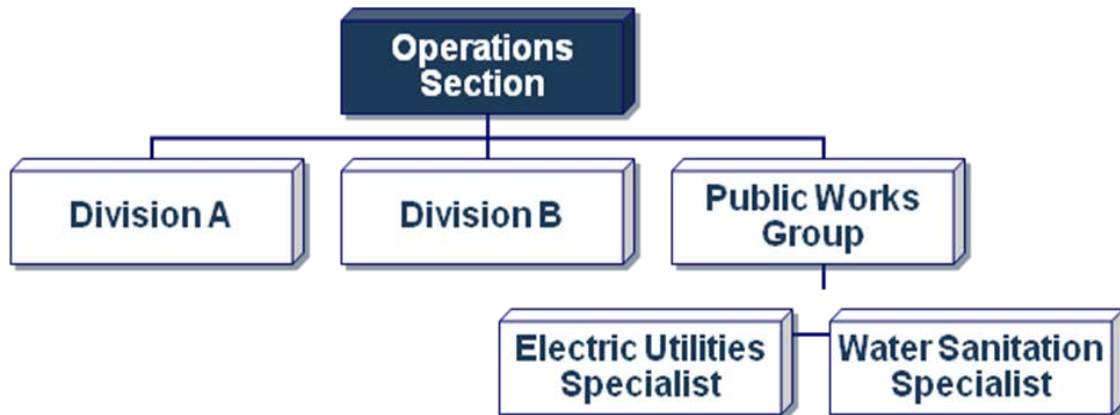 Operations
Section
Division A
Division B
Public Works
Group
Electric Utilities
Specialist
Water Sanitation
Specialist